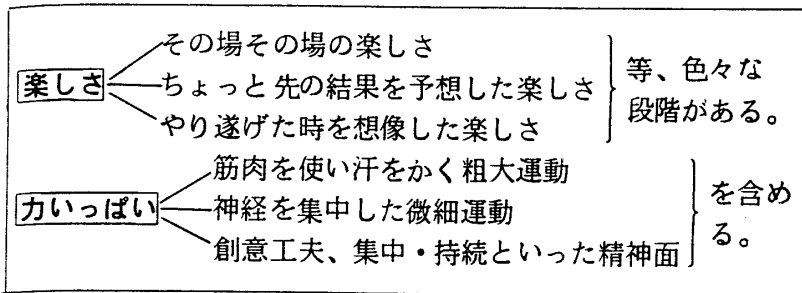 楽しさ
その場その場の楽しさ
ちょっと先の結果を予想した楽しさ
やり遂げた時を想像した楽しさ
等、色々な
段階がある。
力いっぱい
筋肉を使い汗をかく粗大運動
神経を集中した微細運動
創意工夫、集中・持続といった精神面
を含め
る。